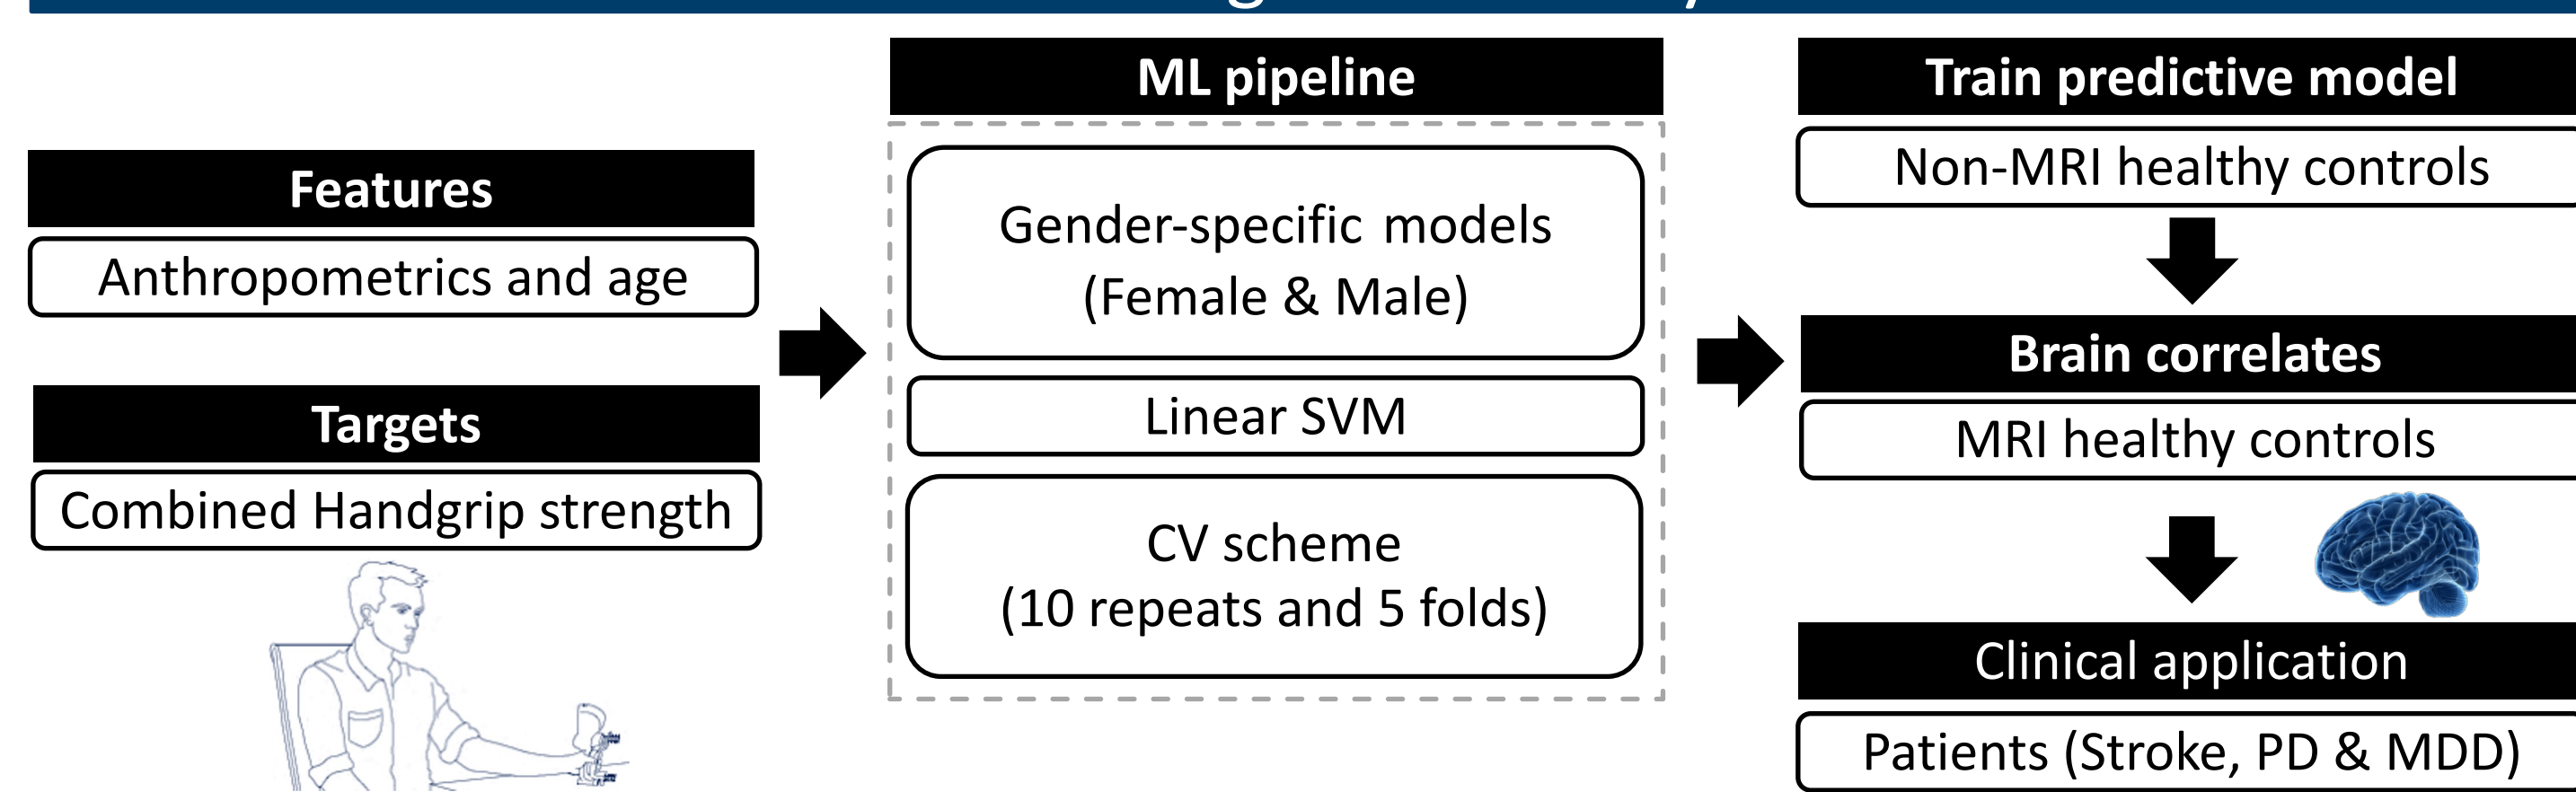 Features
Anthropometrics and age
Targets
Combined Handgrip strength
ML pipeline
Gender-specific models
(Female & Male)
Linear SVM
CV scheme
(10 repeats and 5 folds)
Train predictive model
Non-MRI healthy controls
Brain correlates
MRI healthy controls
Clinical application
Patients (Stroke, PD & MDD)